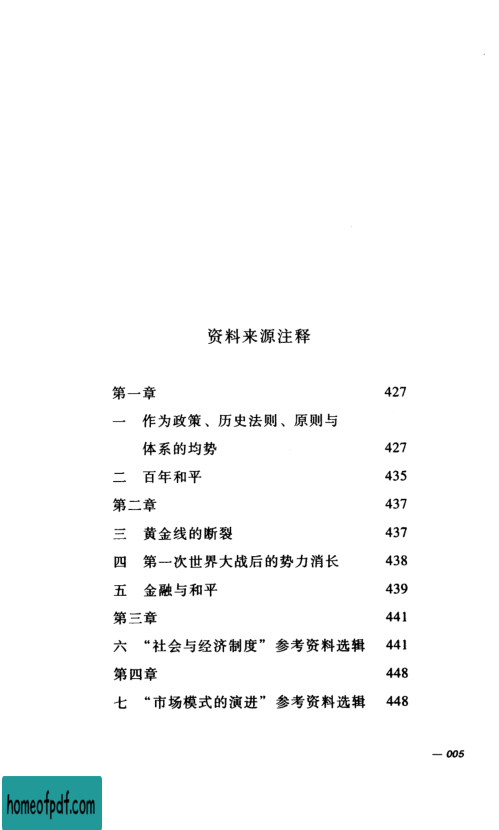 资料来源注释
第一章 427
一 作为政策、历史法则、原则与
体系的均势 427
二 百年和平 435
第二章 437
三 黄金线的断裂 437
四 第一次世界大战后的势力消长 438
五 金融与和平 439
第三章 441
六 “社会与经济制度”参考资料选辑 441
第四章 448
七 “市场模式的演进”参考资料选辑 448
— 005
homeofpdf.com